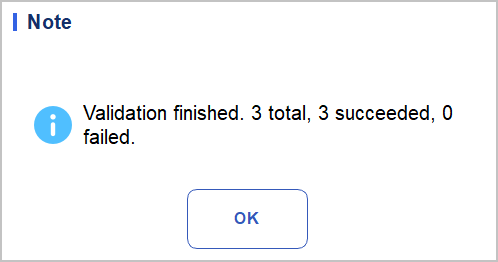 Note
Validation finished. 3 total, 3 succeeded, 0
failed.
OK